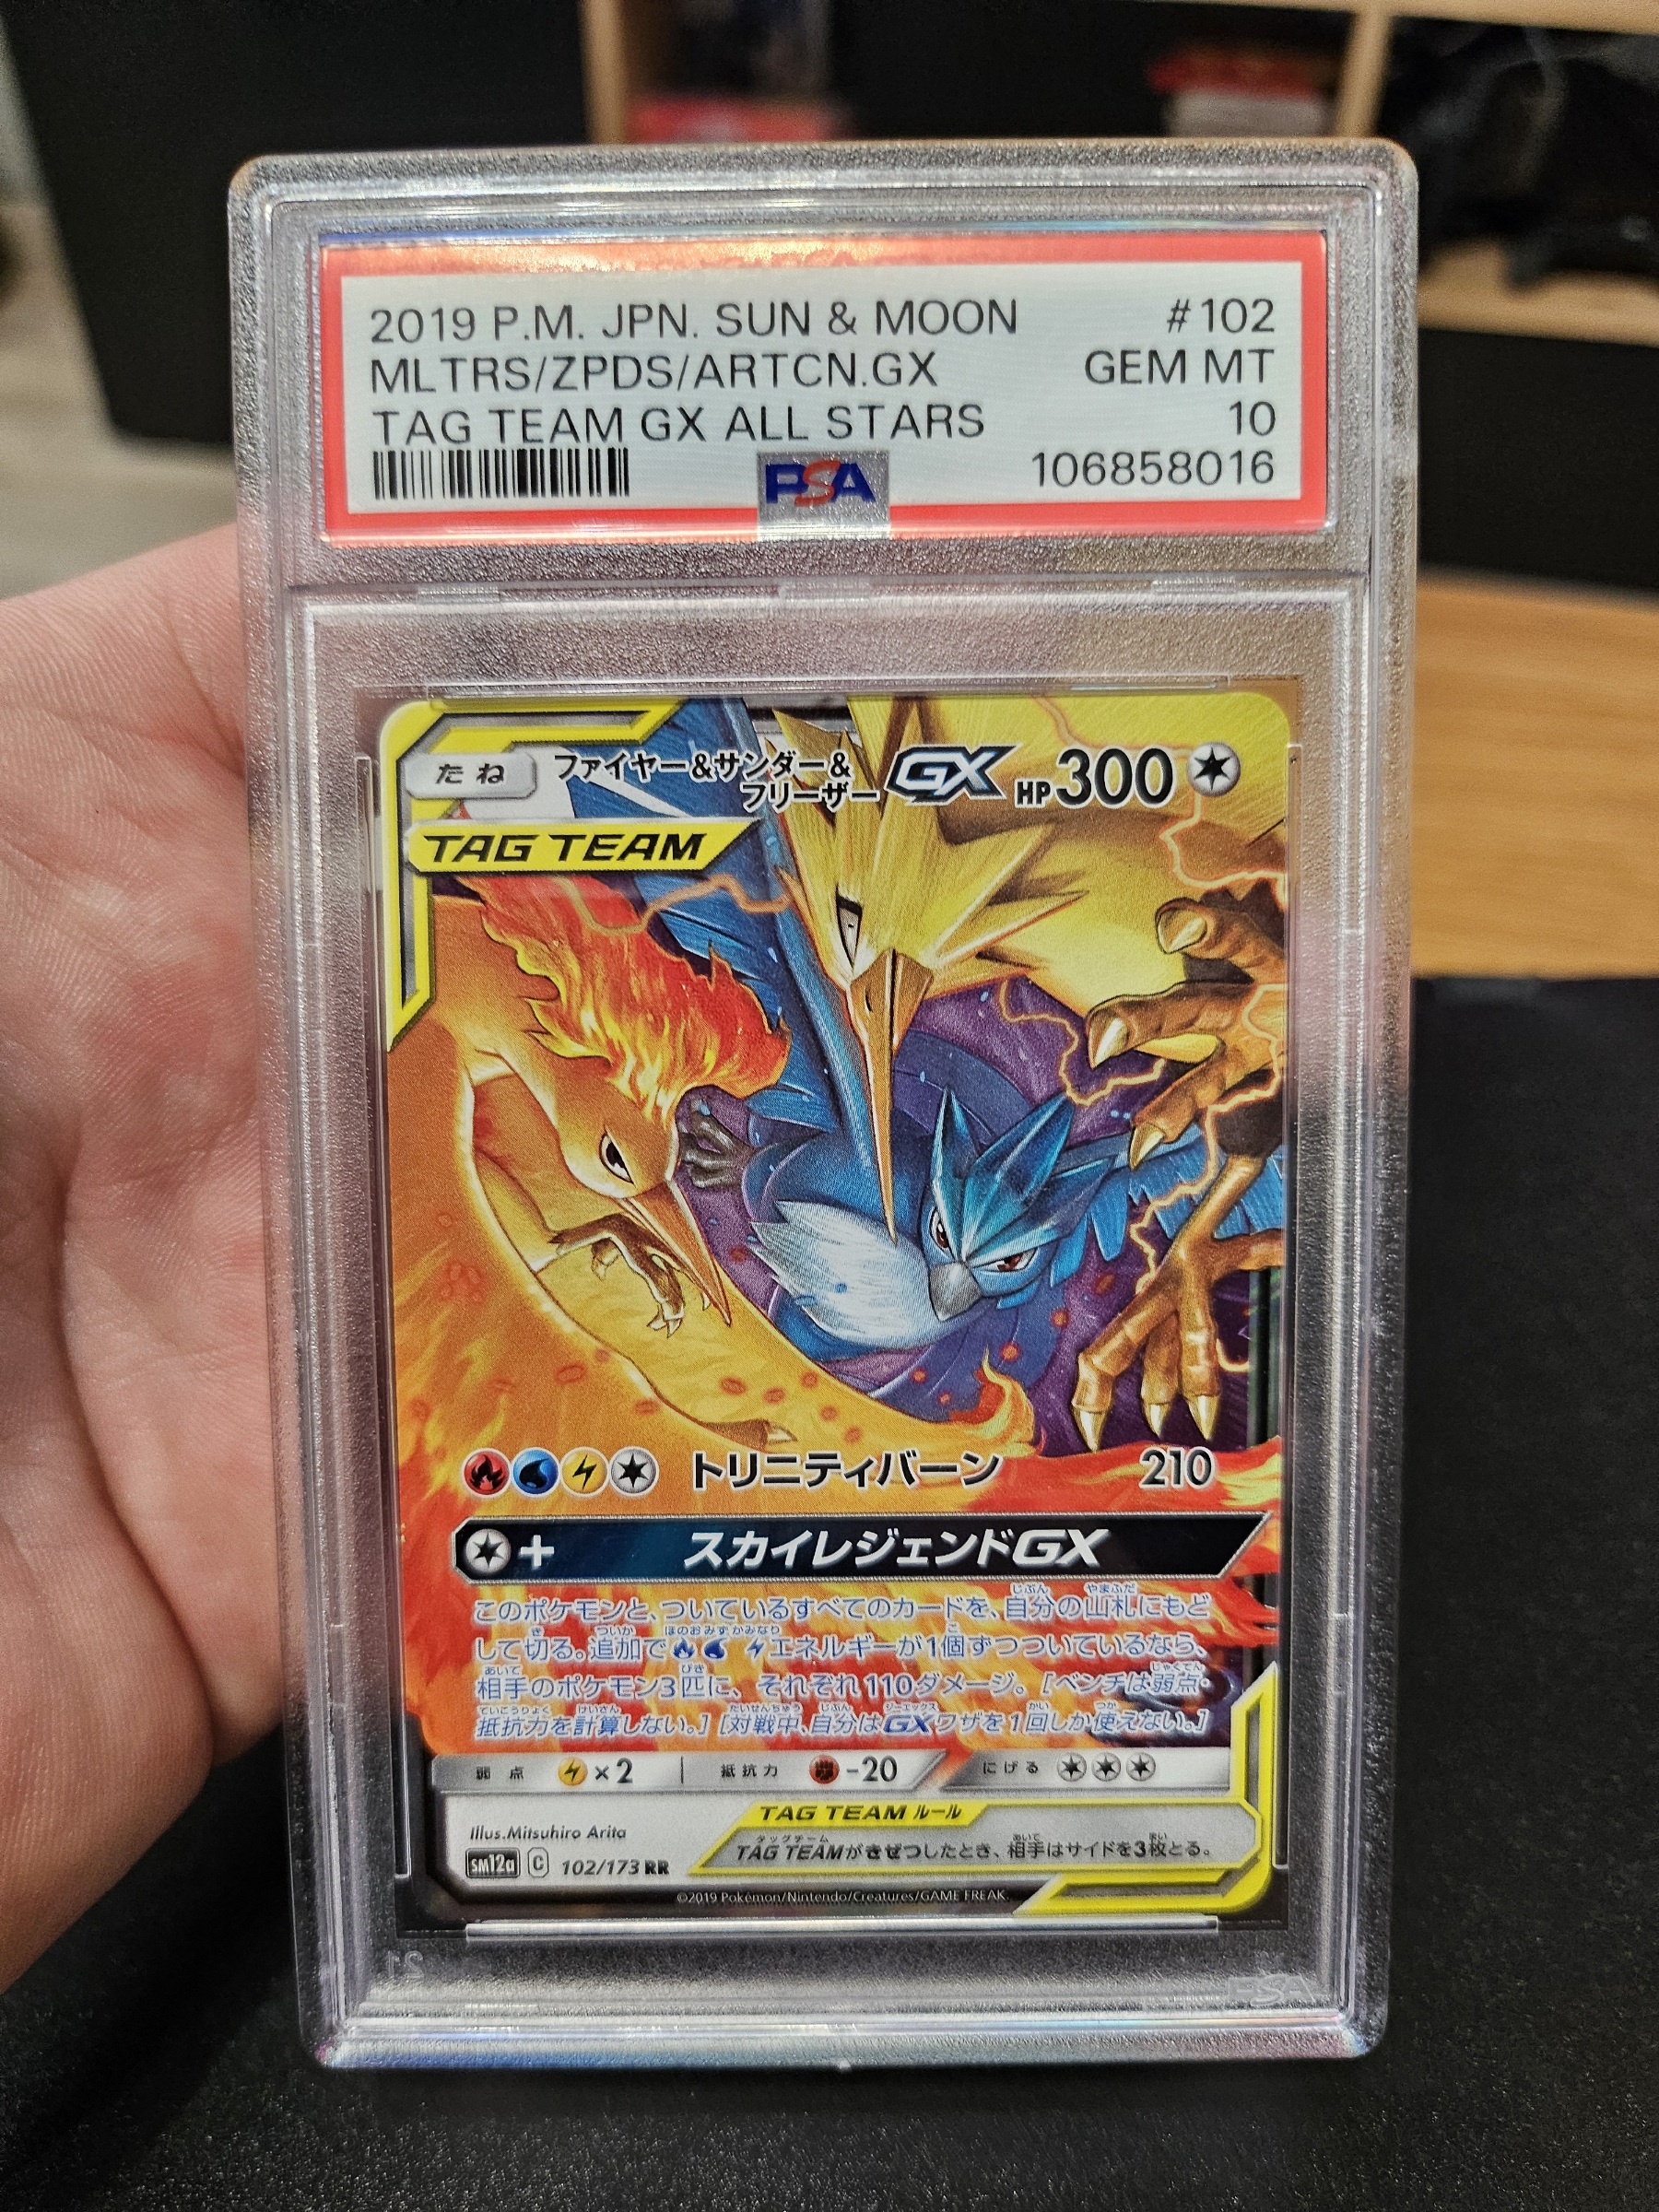 2019 P.M. JPN. SUN & MOON #102
MLTRS/ZPDS/ARTCN.GX GEM MT
TAG TEAM GX ALL STARS 10
PSA 106858016
たね ファイヤー&サンダー&フリーザー GX HP300
TAG TEAM
トリニティバーン 210
+ スカイレジェンドGX
このポケモンと、ついているすべてのカードを、自分の山札にもど
して切る。追加で エネルギーが1個ずつついているなら、
相手のポケモン3匹に、それぞれ110ダメージ。[ベンチは弱点・
抵抗力を計算しない。] [対戦中、自分はGXワザを1回しか使えない。]
弱点 ×2 抵抗力 -20 にげる
TAG TEAM ルール
Illus.Mitsuhiro Arita
TAG TEAMがきぜつしたとき、相手はサイドを3枚とる。
SM12a C 102/173 RR
©2019 Pokémon/Nintendo/Creatures/GAME FREAK.
PSA